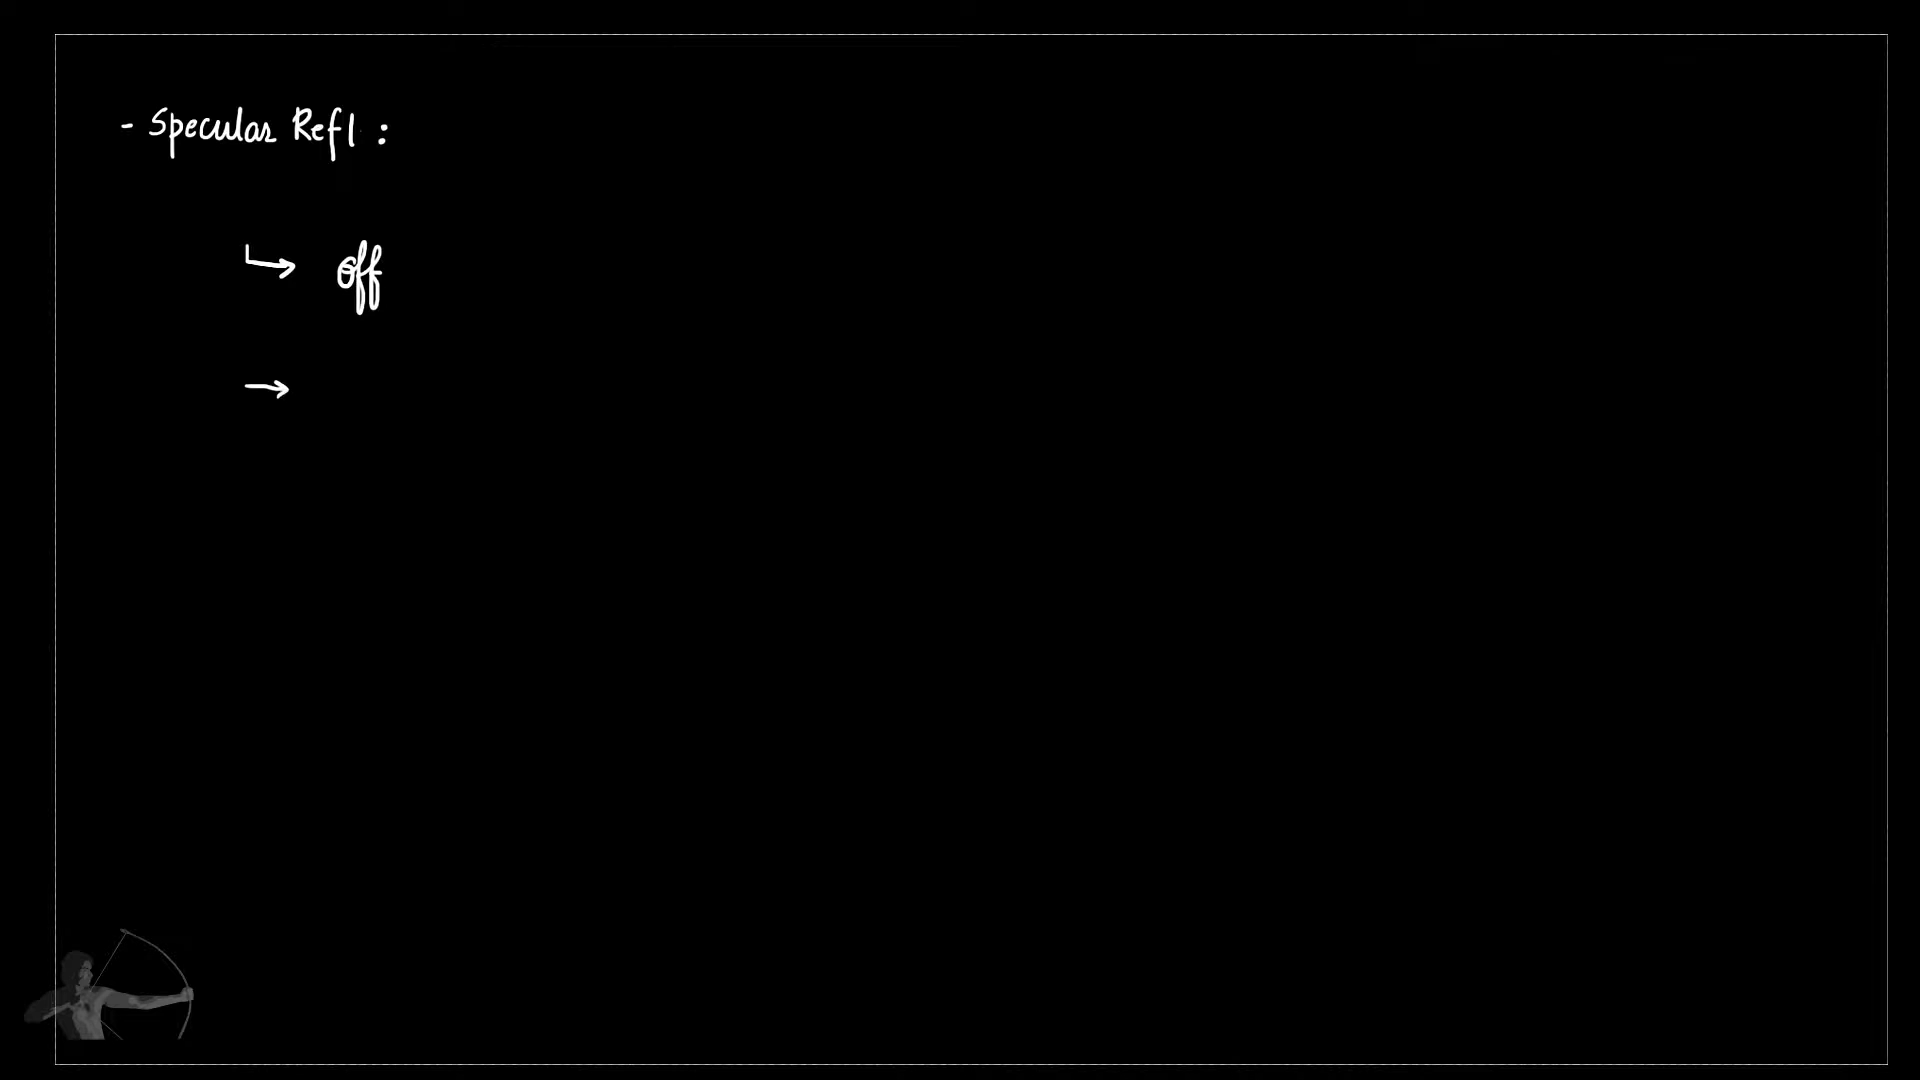 - Specular Refl :
↳ off
→